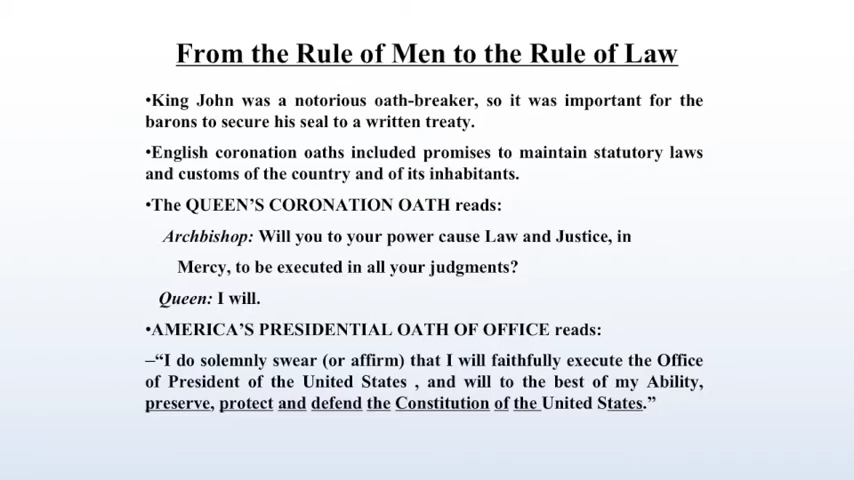 From the Rule of Men to the Rule of Law
•King John was a notorious oath-breaker, so it was important for the
barons to secure his seal to a written treaty.
•English coronation oaths included promises to maintain statutory laws
and customs of the country and of its inhabitants.
•The QUEEN’S CORONATION OATH reads:
Archbishop: Will you to your power cause Law and Justice, in
Mercy, to be executed in all your judgments?
Queen: I will.
•AMERICA’S PRESIDENTIAL OATH OF OFFICE reads:
–“I do solemnly swear (or affirm) that I will faithfully execute the Office
of President of the United States , and will to the best of my Ability,
preserve, protect and defend the Constitution of the United States.”